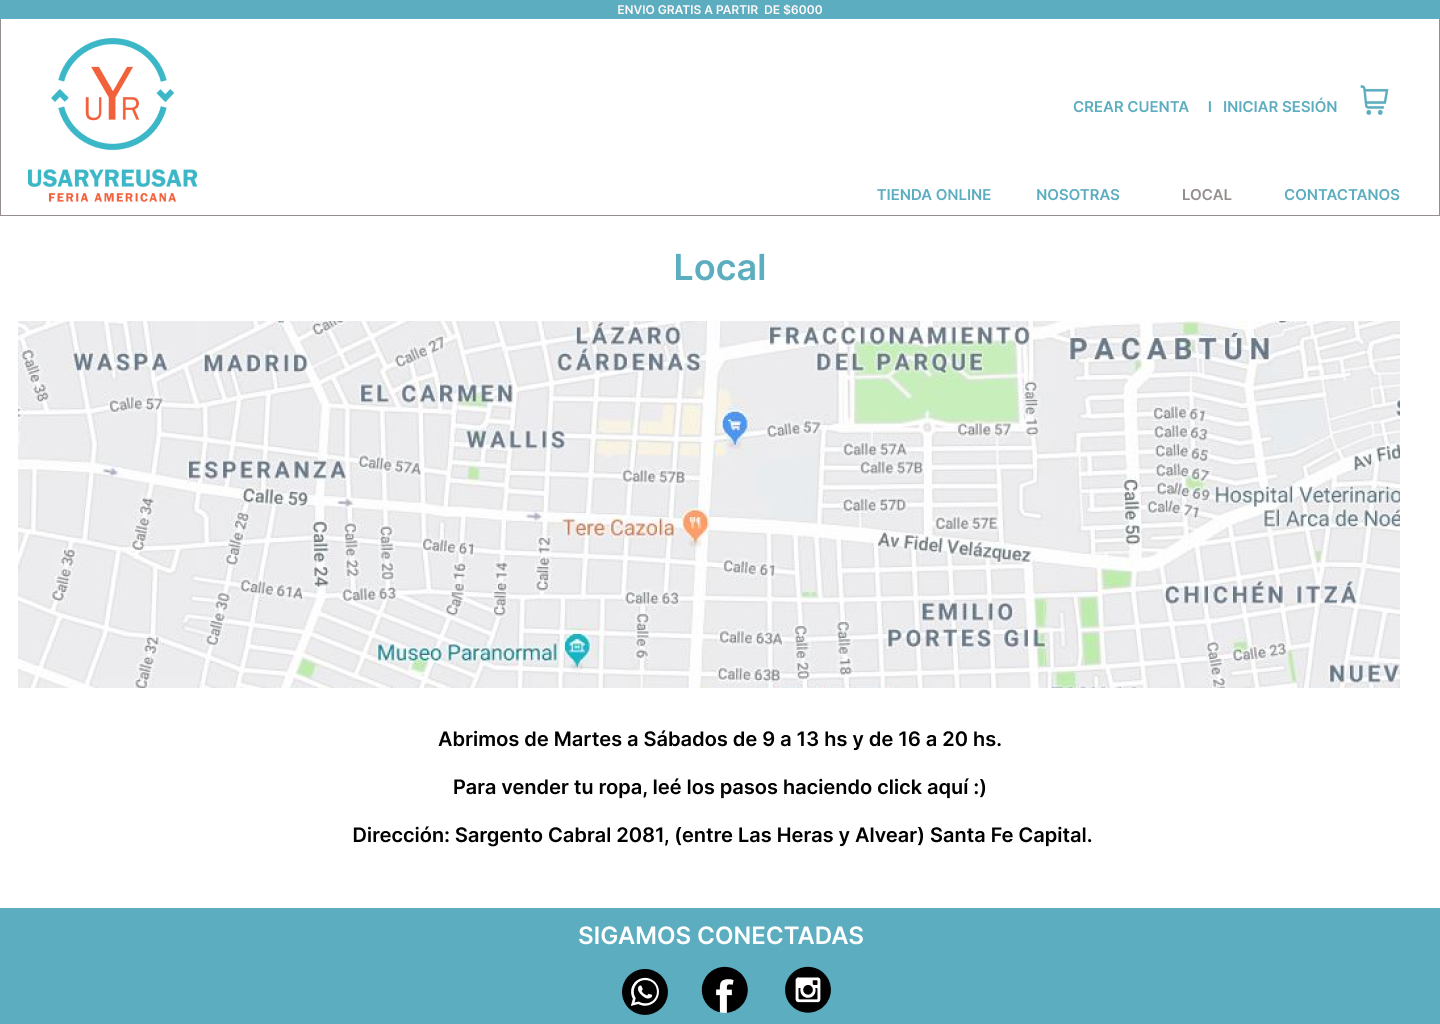 ENVIO GRATIS A PARTIR DE $6000
UYR
USARYREUSAR
FERIA AMERICANA
CREAR CUENTA I INICIAR SESIÓN
TIENDA ONLINE NOSOTRAS LOCAL CONTACTANOS
Local
Calle
LÁZARO CÁRDENAS
FRACCIONAMIENTO DEL PARQUE
PACABTÚN
WASPA
MADRID
Calle 27
Calle 38
EL CARMEN
Calle 57
Calle 10
Calle 57
Calle 57
Calle 61
Calle 63
Calle 65
Calle 67
Calle 69
Calle 71
WALLIS
Calle 57A
Calle 57B
ESPERANZA
Calle 57A
Calle 57B
Av Fid
Calle 59
Calle 57D
Calle 57E
Calle 50
Hospital Veterinario
El Arca de Noé
Tere Cazola
Av Fidel Velázquez
Calle 34
Calle 28
Calle 24
Calle 22
Calle 20
Calle 61
Calle 16
Calle 14
Calle 12
Calle 61
Calle 36
Calle 61A
Calle 63
Calle 63
CHICHÉN ITZÁ
EMILIO
PORTES GIL
Calle 30
Calle 32
Calle 6
Calle 63A
Calle 20
Calle 18
Museo Paranormal
Calle 63B
Calle 23
NUEV
Abrimos de Martes a Sábados de 9 a 13 hs y de 16 a 20 hs.
Para vender tu ropa, leé los pasos haciendo click aquí :)
Dirección: Sargento Cabral 2081, (entre Las Heras y Alvear) Santa Fe Capital.
SIGAMOS CONECTADAS